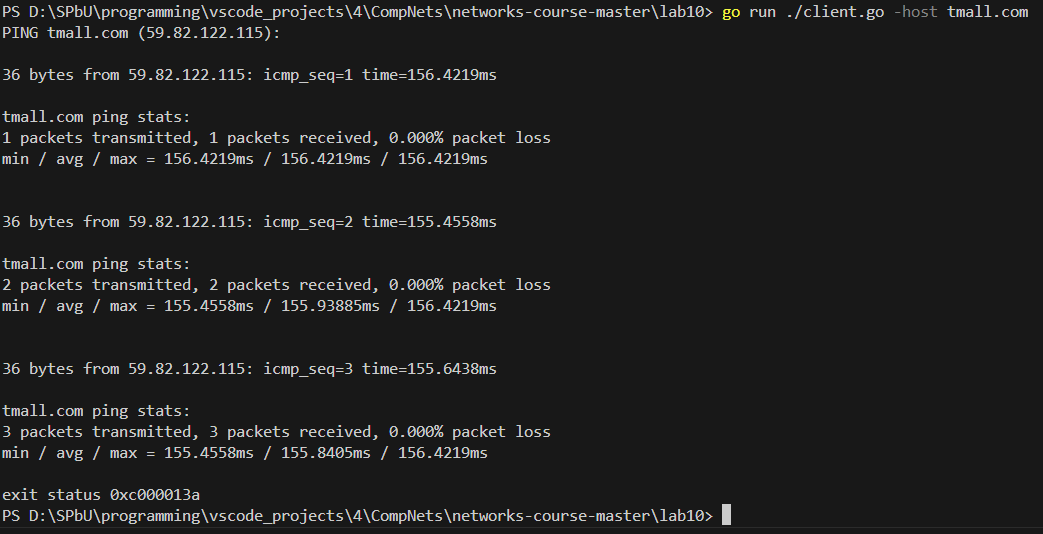 PS D:\SPbU\programming\vscode_projects\4\CompNets\networks-course-master\lab10> go run ./client.go -host tmall.com
PING tmall.com (59.82.122.115):
36 bytes from 59.82.122.115: icmp_seq=1 time=156.4219ms
tmall.com ping stats:
1 packets transmitted, 1 packets received, 0.000% packet loss
min / avg / max = 156.4219ms / 156.4219ms / 156.4219ms
36 bytes from 59.82.122.115: icmp_seq=2 time=155.4558ms
tmall.com ping stats:
2 packets transmitted, 2 packets received, 0.000% packet loss
min / avg / max = 155.4558ms / 155.93885ms / 156.4219ms
36 bytes from 59.82.122.115: icmp_seq=3 time=155.6438ms
tmall.com ping stats:
3 packets transmitted, 3 packets received, 0.000% packet loss
min / avg / max = 155.4558ms / 155.8405ms / 156.4219ms
exit status 0xc000013a
PS D:\SPbU\programming\vscode_projects\4\CompNets\networks-course-master\lab10>